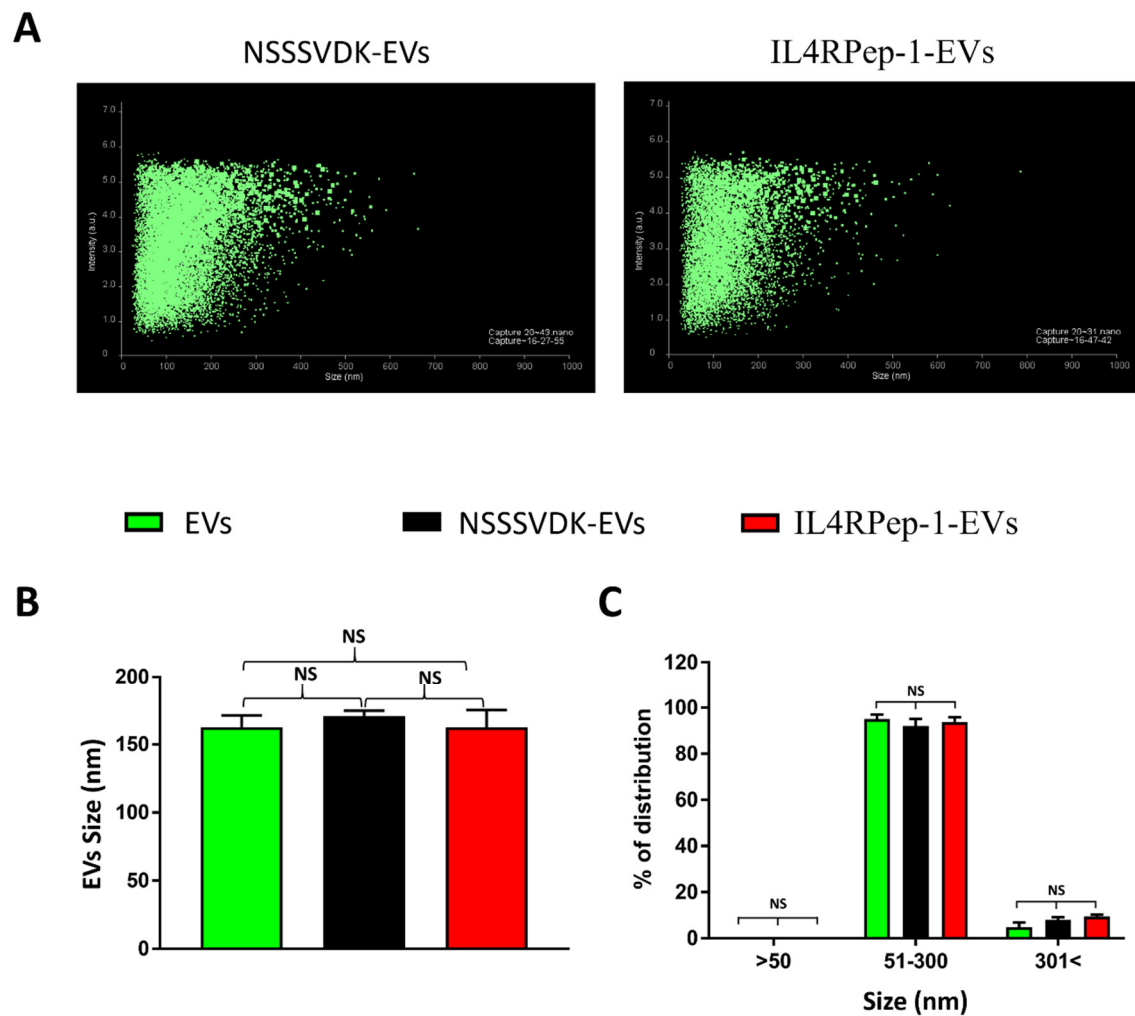 A
NSSSVDK-EVs
IL4RPep-1-EVs
7.0
6.0
5.0
4.0
3.0
2.0
1.0
0
Intensity (a.u.)
0 100 200 300 400 500 600 700 800 900 1000
Size (nm)
Capture 20~43.nano
Capture~16-27-55
7.0
6.0
5.0
4.0
3.0
2.0
1.0
0
Intensity (a.u.)
0 100 200 300 400 500 600 700 800 900 1000
Size (nm)
Capture 20~31.nano
Capture~16-47-42
EVs
NSSSVDK-EVs
IL4RPep-1-EVs
B
NS
NS
NS
200
150
100
50
0
EVs Size (nm)
C
120
100
80
60
40
20
0
% of distribution
NS
NS
NS
>50
51-300
301<
Size (nm)